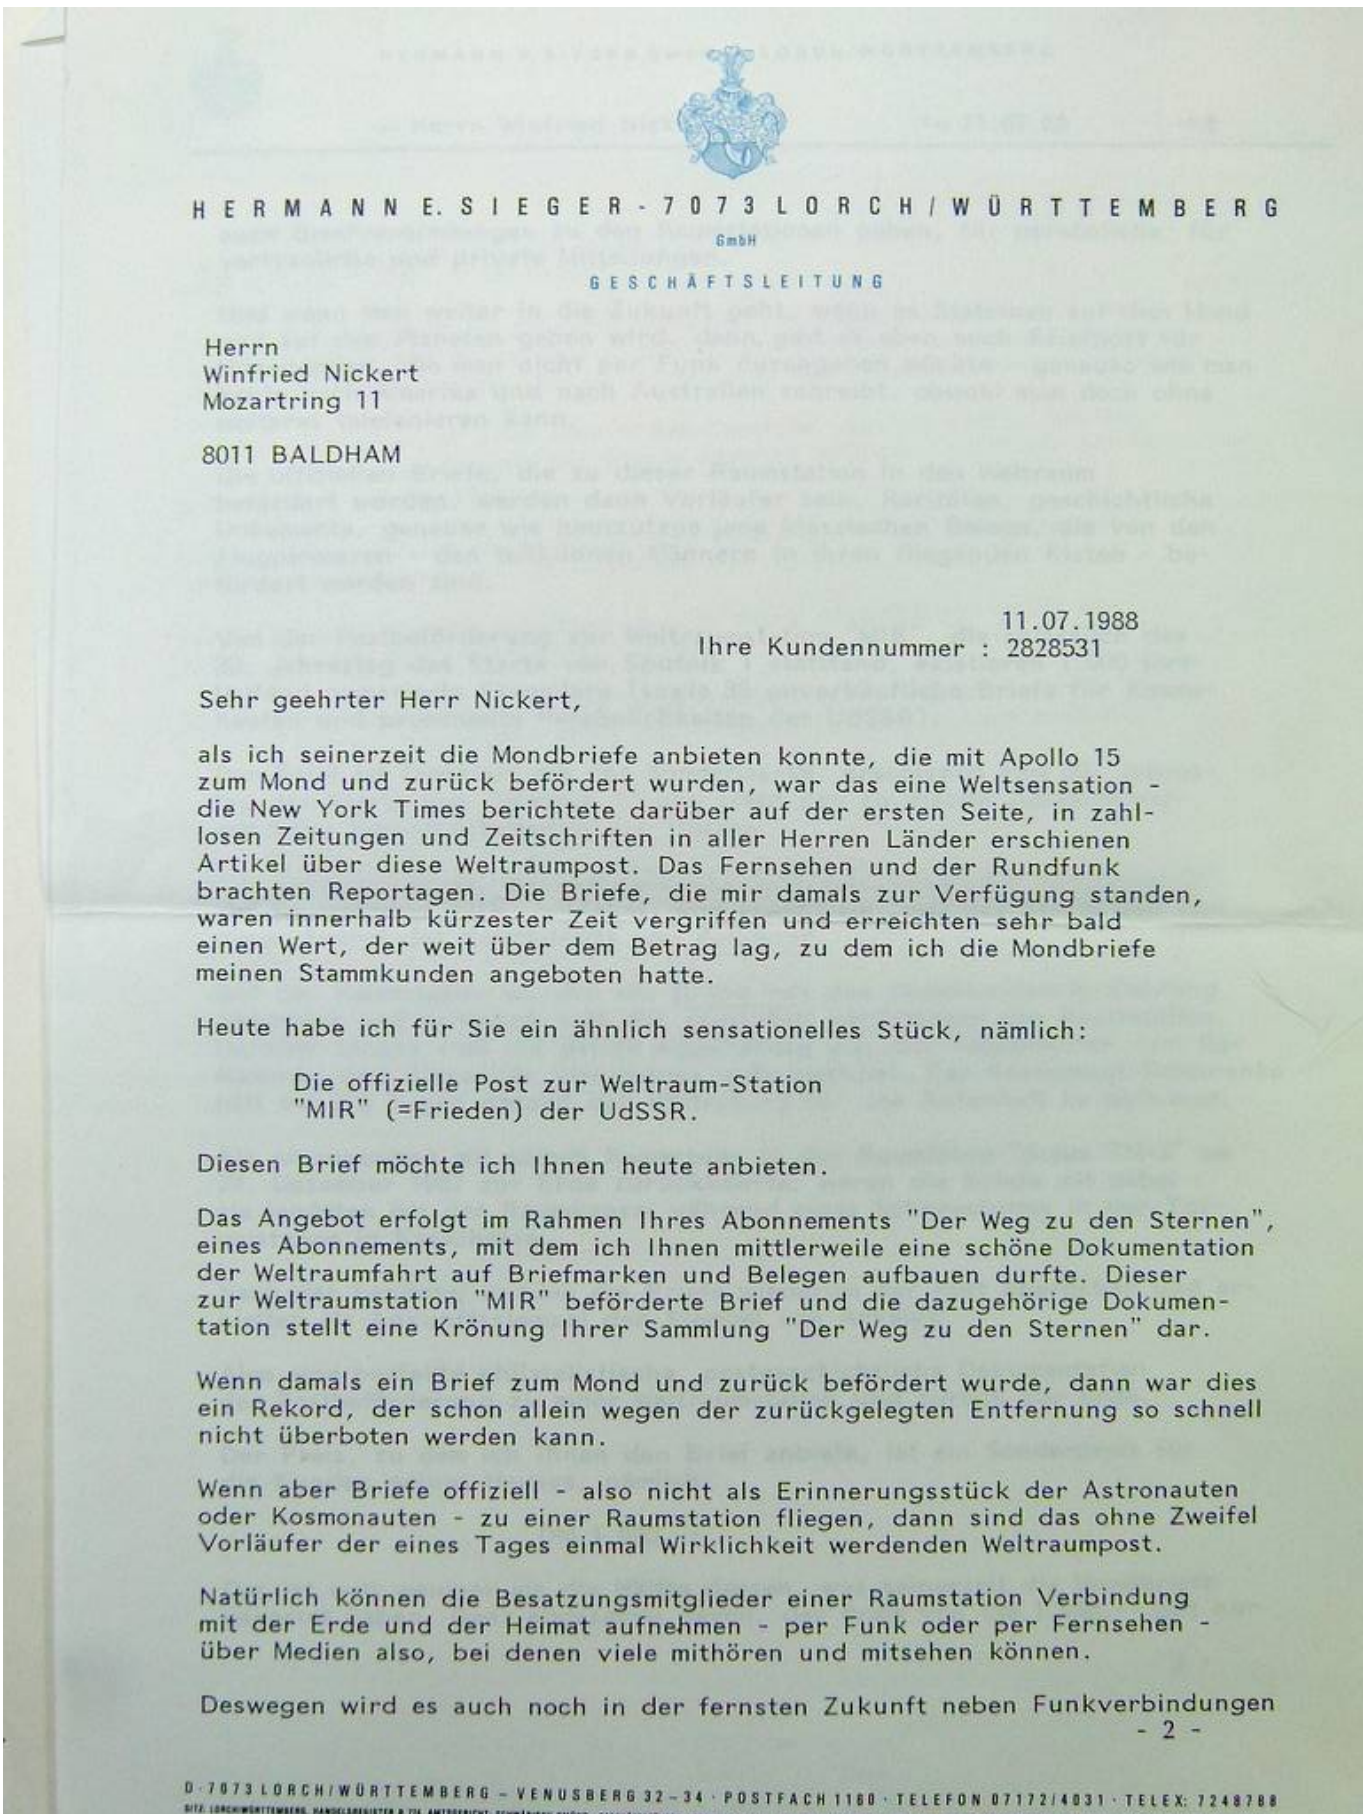 HERMANN E. SIEGER - 7073 LORCH/WÜRTTEMBERG
GmbH
GESCHÄFTSLEITUNG
Herrn
Winfried Nickert
Mozartring 11
8011 BALDHAM
11.07.1988
Ihre Kundennummer : 2828531
Sehr geehrter Herr Nickert,
als ich seinerzeit die Mondbriefe anbieten konnte, die mit Apollo 15
zum Mond und zurück befördert wurden, war das eine Weltsensation -
die New York Times berichtete darüber auf der ersten Seite, in zahl-
losen Zeitungen und Zeitschriften in aller Herren Länder erschienen
Artikel über diese Weltraumpost. Das Fernsehen und der Rundfunk
brachten Reportagen. Die Briefe, die mir damals zur Verfügung standen,
waren innerhalb kürzester Zeit vergriffen und erreichten sehr bald
einen Wert, der weit über dem Betrag lag, zu dem ich die Mondbriefe
meinen Stammkunden angeboten hatte.
Heute habe ich für Sie ein ähnlich sensationelles Stück, nämlich:
Die offizielle Post zur Weltraum-Station
"MIR" (=Frieden) der UdSSR.
Diesen Brief möchte ich Ihnen heute anbieten.
Das Angebot erfolgt im Rahmen Ihres Abonnements "Der Weg zu den Sternen",
eines Abonnements, mit dem ich Ihnen mittlerweile eine schöne Dokumentation
der Weltraumfahrt auf Briefmarken und Belegen aufbauen durfte. Dieser
zur Weltraumstation "MIR" beförderte Brief und die dazugehörige Dokumen-
tation stellt eine Krönung Ihrer Sammlung "Der Weg zu den Sternen" dar.
Wenn damals ein Brief zum Mond und zurück befördert wurde, dann war dies
ein Rekord, der schon allein wegen der zurückgelegten Entfernung so schnell
nicht überboten werden kann.
Wenn aber Briefe offiziell - also nicht als Erinnerungsstück der Astronauten
oder Kosmonauten - zu einer Raumstation fliegen, dann sind das ohne Zweifel
Vorläufer der eines Tages einmal Wirklichkeit werdenden Weltraumpost.
Natürlich können die Besatzungsmitglieder einer Raumstation Verbindung
mit der Erde und der Heimat aufnehmen - per Funk oder per Fernsehen -
über Medien also, bei denen viele mithören und mitsehen können.
Deswegen wird es auch noch in der fernsten Zukunft neben Funkverbindungen
- 2 -
D-7073 LORCH/WÜRTTEMBERG - VENUSBERG 32-34 · POSTFACH 1180 · TELEFON 07172/4031 · TELEX: 7248788